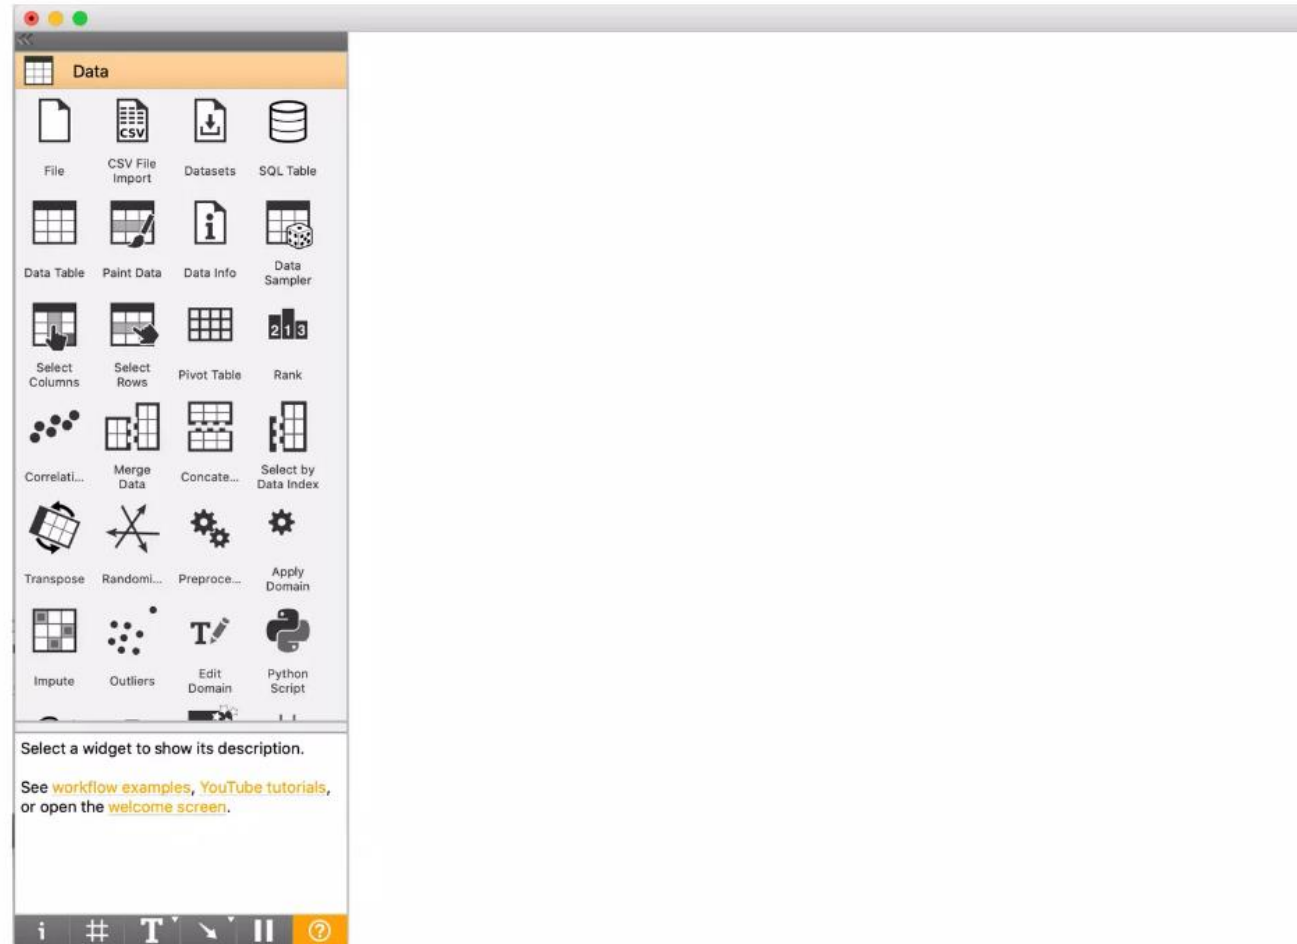 Data
CSV
File
CSV File
Import
Datasets
SQL Table
i
Data Table
Paint Data
Data Info
Data
Sampler
2 1 3
Select
Columns
Select
Rows
Pivot Table
Rank
Correlati...
Merge
Data
Concate...
Select by
Data Index
Transpose
Randomi...
Preproce...
Apply
Domain
T
Impute
Outliers
Edit
Domain
Python
Script
Select a widget to show its description.
See workflow examples, YouTube tutorials,
or open the welcome screen.
i # T ?